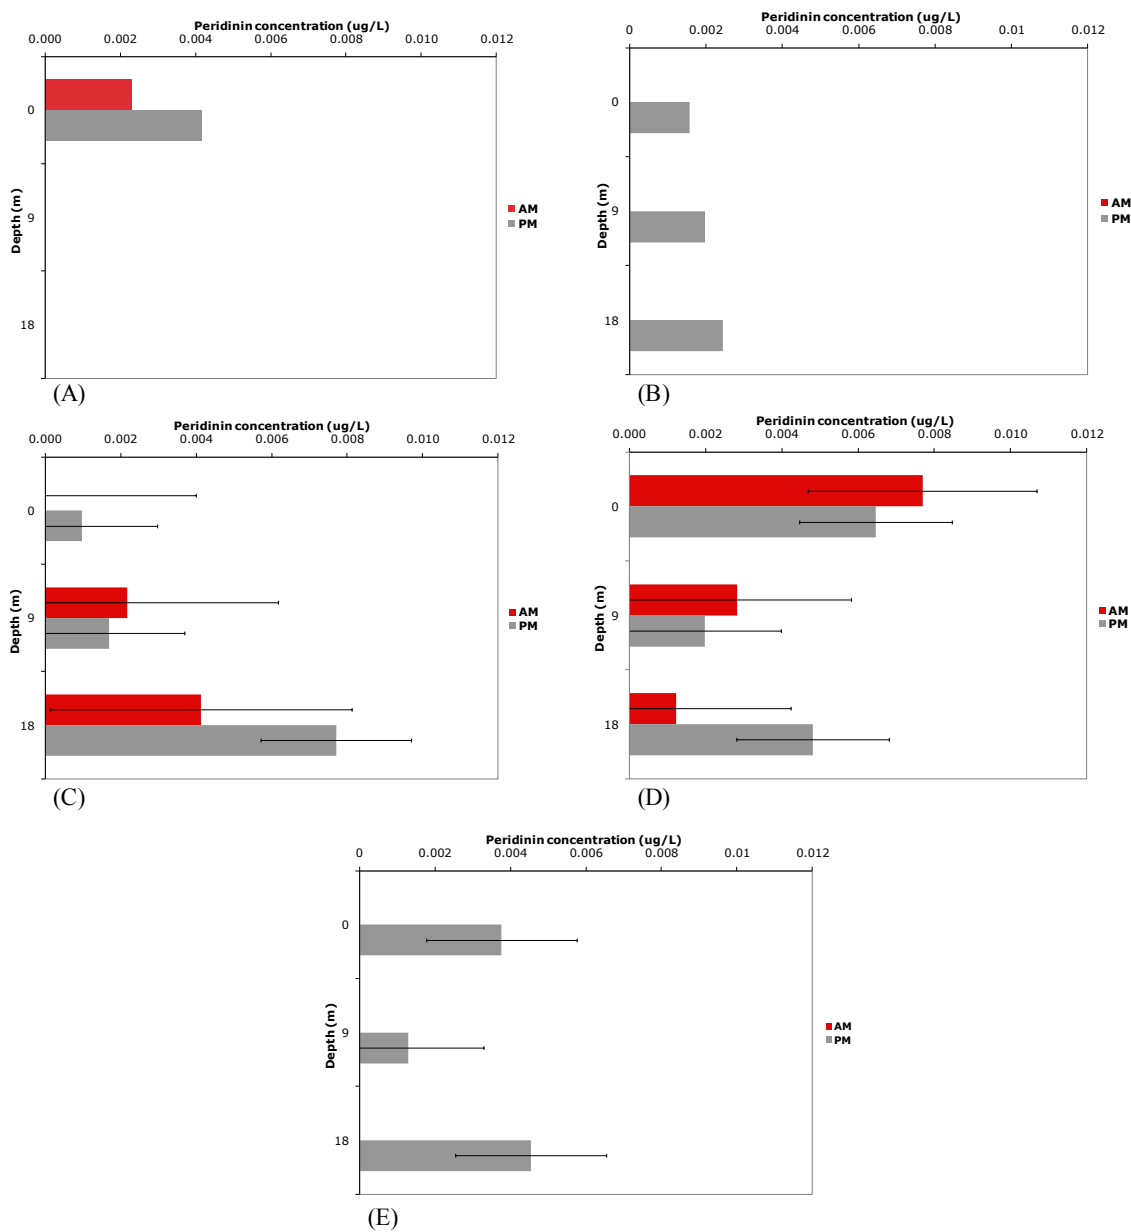 Peridinin concentration (ug/L)
0.000 0.002 0.004 0.006 0.008 0.010 0.012
Depth (m)
0
9
18
AM
PM
(A)
Peridinin concentration (ug/L)
0 0.002 0.004 0.006 0.008 0.01 0.012
Depth (m)
0
9
18
AM
PM
(B)
Peridinin concentration (ug/L)
0.000 0.002 0.004 0.006 0.008 0.010 0.012
Depth (m)
0
9
18
AM
PM
(C)
Peridinin concentration (ug/L)
0.000 0.002 0.004 0.006 0.008 0.010 0.012
Depth (m)
0
9
18
AM
PM
(D)
Peridinin concentration (ug/L)
0 0.002 0.004 0.006 0.008 0.01 0.012
Depth (m)
0
9
18
AM
PM
(E)